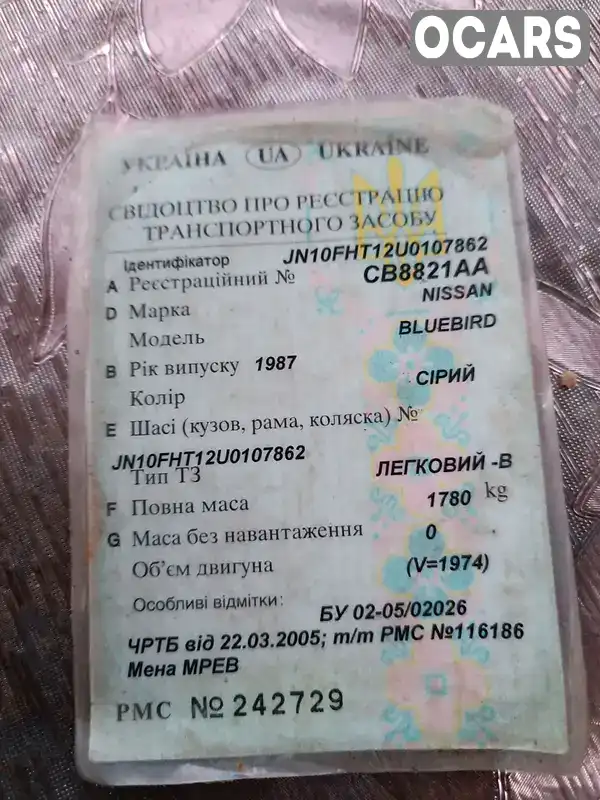 OCARS
УКРАЇНА UA UKRAINE
СВІДОЦТВО ПРО РЕЄСТРАЦІЮ
ТРАНСПОРТНОГО ЗАСОБУ
Ідентифікатор JN10FHT12U0107862
A Реєстраційний № СВ8821АА
D Марка NISSAN
Модель BLUEBIRD
B Рік випуску 1987
Колір СІРИЙ
E Шасі (кузов, рама, коляска) №
JN10FHT12U0107862
Тип ТЗ ЛЕГКОВИЙ -В
F Повна маса 1780 kg
G Маса без навантаження 0
Об'єм двигуна (V=1974)
Особливі відмітки: БУ 02-05/02026
ЧРТБ від 22.03.2005; т/т РМС №116186
Мена МРЕВ
РМС № 242729